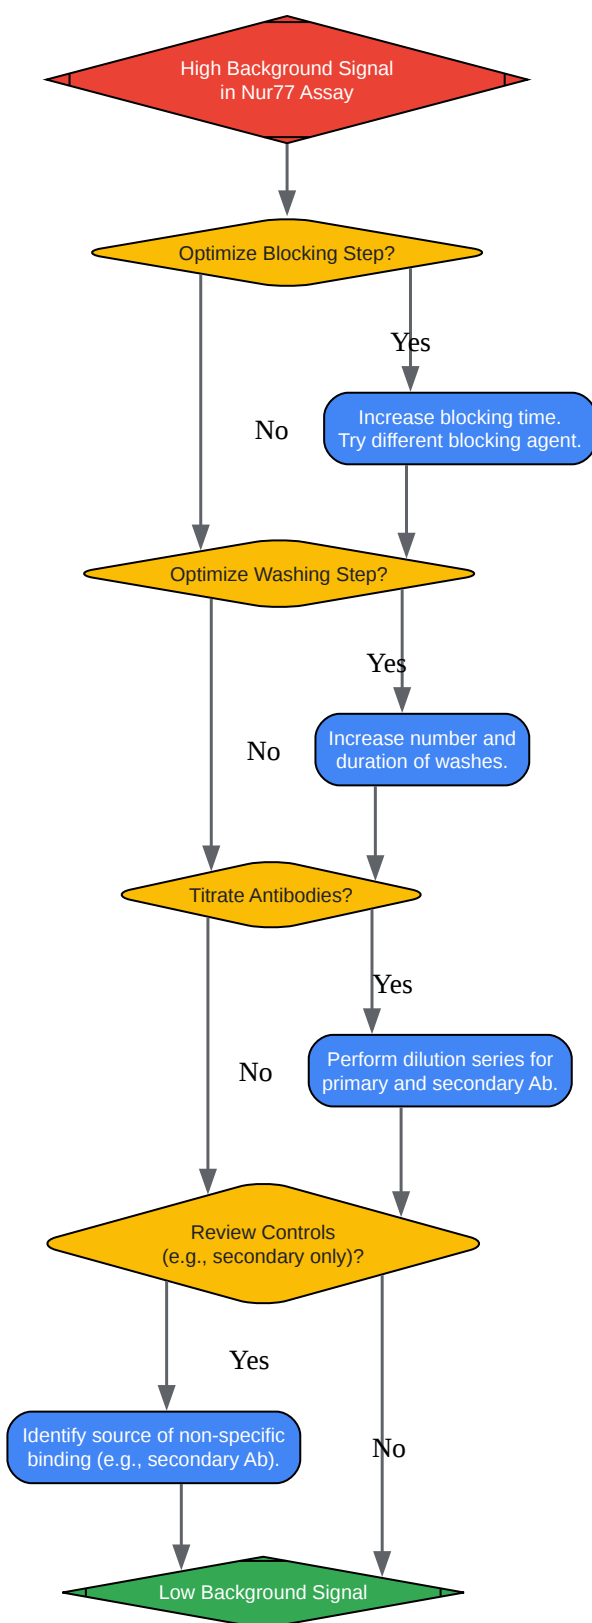 High Background Signal
in Nur77 Assay
Optimize Blocking Step?
Yes
Increase blocking time.
Try different blocking agent.
No
Optimize Washing Step?
Yes
Increase number and
duration of washes.
No
Titrate Antibodies?
Yes
Perform dilution series for
primary and secondary Ab.
No
Review Controls
(e.g., secondary only)?
Yes
Identify source of non-specific
binding (e.g., secondary Ab).
No
Low Background Signal